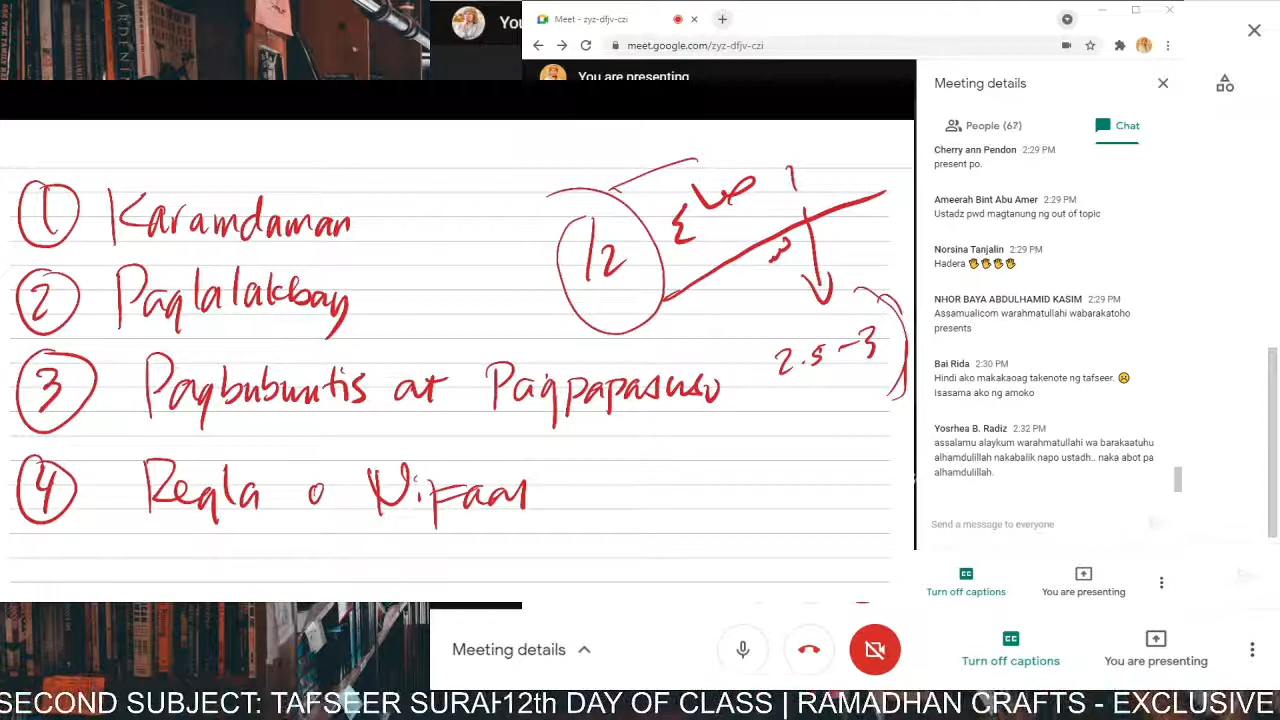 You
Meet - zyz-dfjv-czi
meet.google.com/zyz-dfjv-czi
You are presenting
① Karamdaman
② Paglalakbay
③ Pagbubuntis at Pagpapasuso
④ Regla o Nifaas
12
2.5 - 3
Meeting details
People (67)
Chat
Cherry ann Pendon 2:29 PM
present po.
Ameerah Bint Abu Amer 2:29 PM
Ustadz pwd magtanung ng out of topic
Norsina Tanjalin 2:29 PM
Hadera 🖐🖐🖐🖐
NHOR BAYA ABDULHAMID KASIM 2:29 PM
Assamualicom warahmatullahi wabarakatoho
presents
Bai Rida 2:30 PM
Hindi ako makakaoag takenote ng tafseer. ☹️
Isasama ako ng amoko
Yosrhea B. Radiz 2:32 PM
assalamu alaykum warahmatullahi wa barakaatuhu
alhamdulillah nakabalik napo ustadh.. naka abot pa
alhamdulillah.
Send a message to everyone
Turn off captions
You are presenting
Meeting details
Turn off captions
You are presenting
SECOND SUBJECT: TAFSEER SURAH 12th DAY OF CLASS | RAMADHAN CRAFTS - EXCLUSIVE